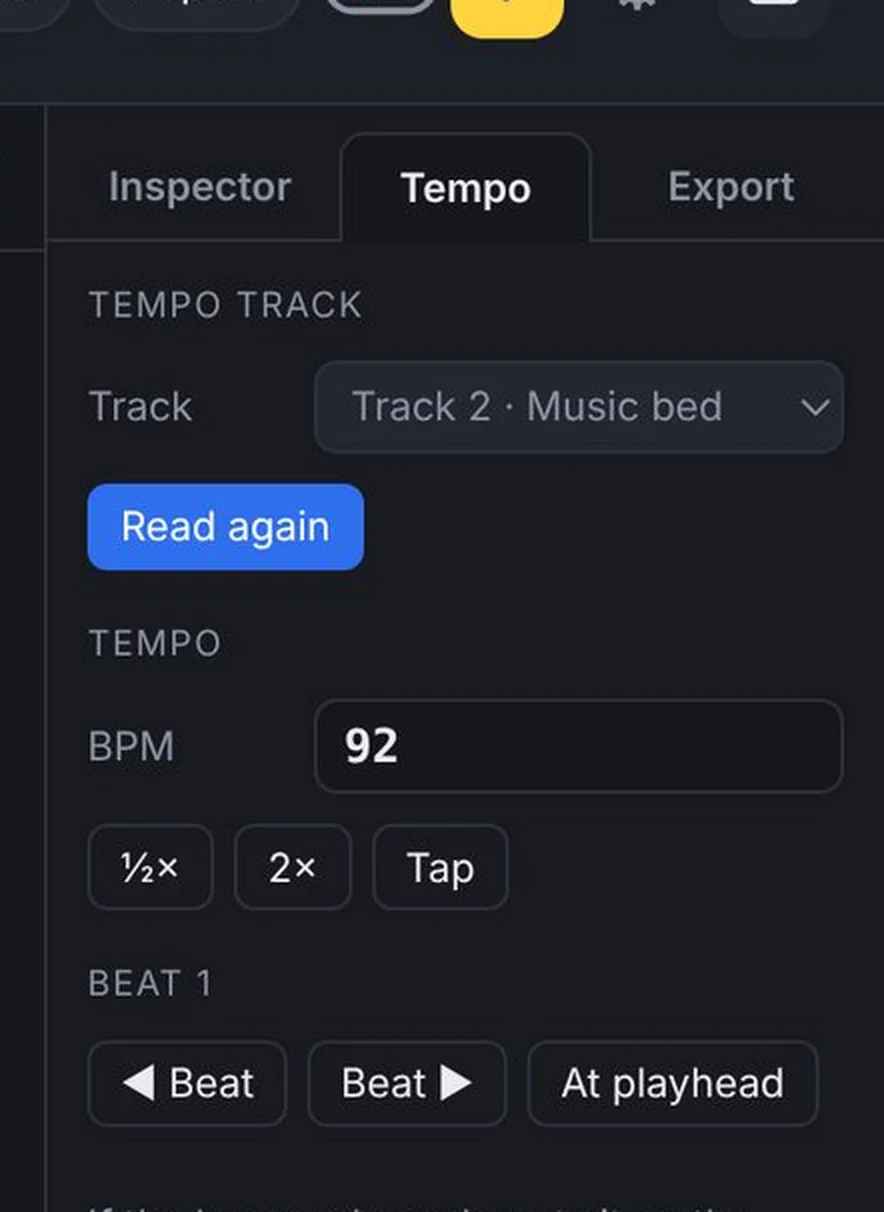 Inspector Tempo Export
TEMPO TRACK
Track Track 2 · Music bed
Read again
TEMPO
BPM 92
½× 2× Tap
BEAT 1
◀ Beat Beat ▶ At playhead